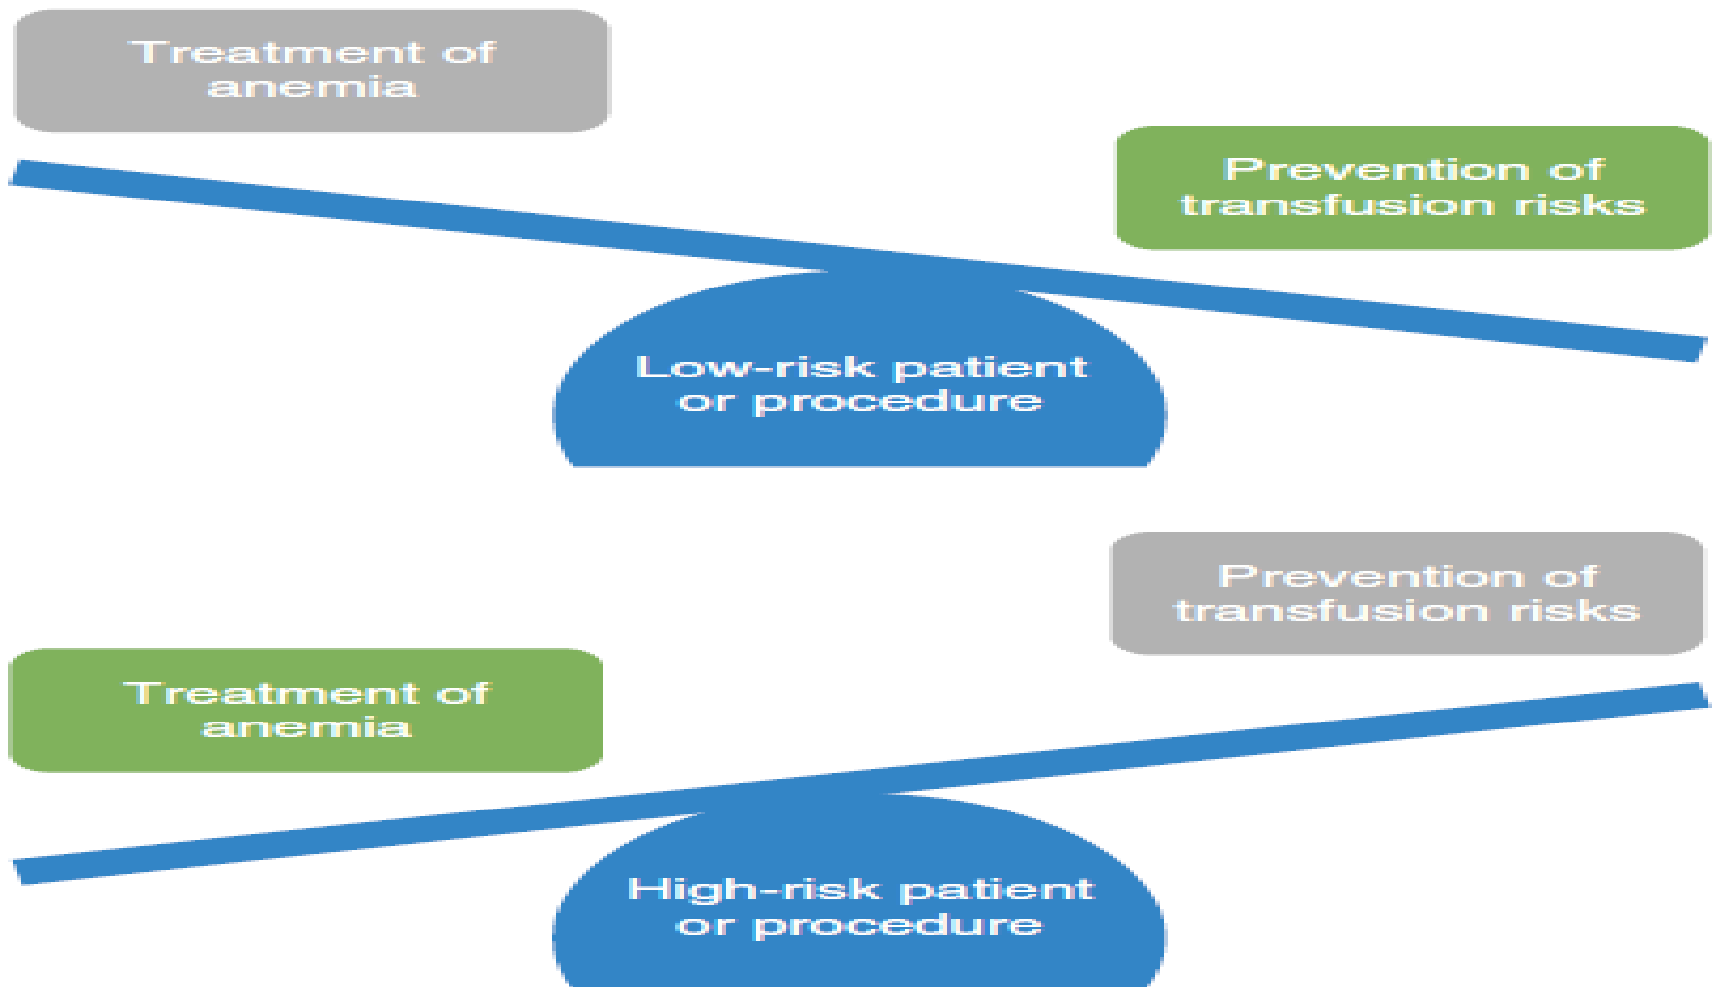 Treatment of
anemia
Prevention of
transfusion risks
Low-risk patient
or procedure
Prevention of
transfusion risks
Treatment of
anemia
High-risk patient
or procedure